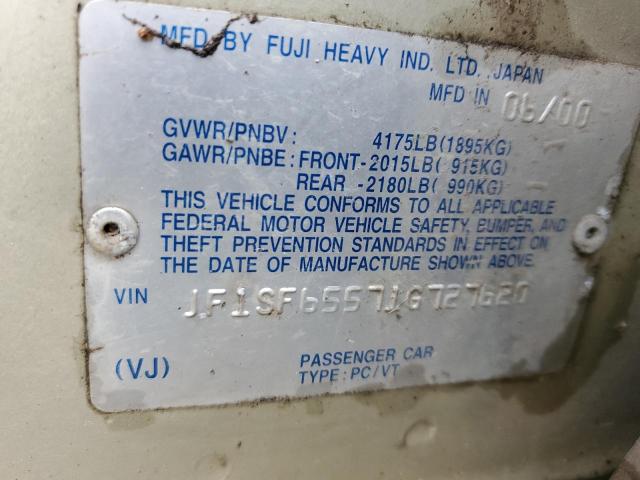 MFD. BY FUJI HEAVY IND. LTD. JAPAN
MFD IN 06/00
GVWR/PNBV: 4175LB(1895KG)
GAWR/PNBE: FRONT-2015LB( 915KG)
REAR -2180LB( 990KG)
THIS VEHICLE CONFORMS TO ALL APPLICABLE
FEDERAL MOTOR VEHICLE SAFETY, BUMPER, AND
THEFT PREVENTION STANDARDS IN EFFECT ON
THE DATE OF MANUFACTURE SHOWN ABOVE.
VIN JF1SF65571G727620
(VJ) PASSENGER CAR
TYPE: PC/VT